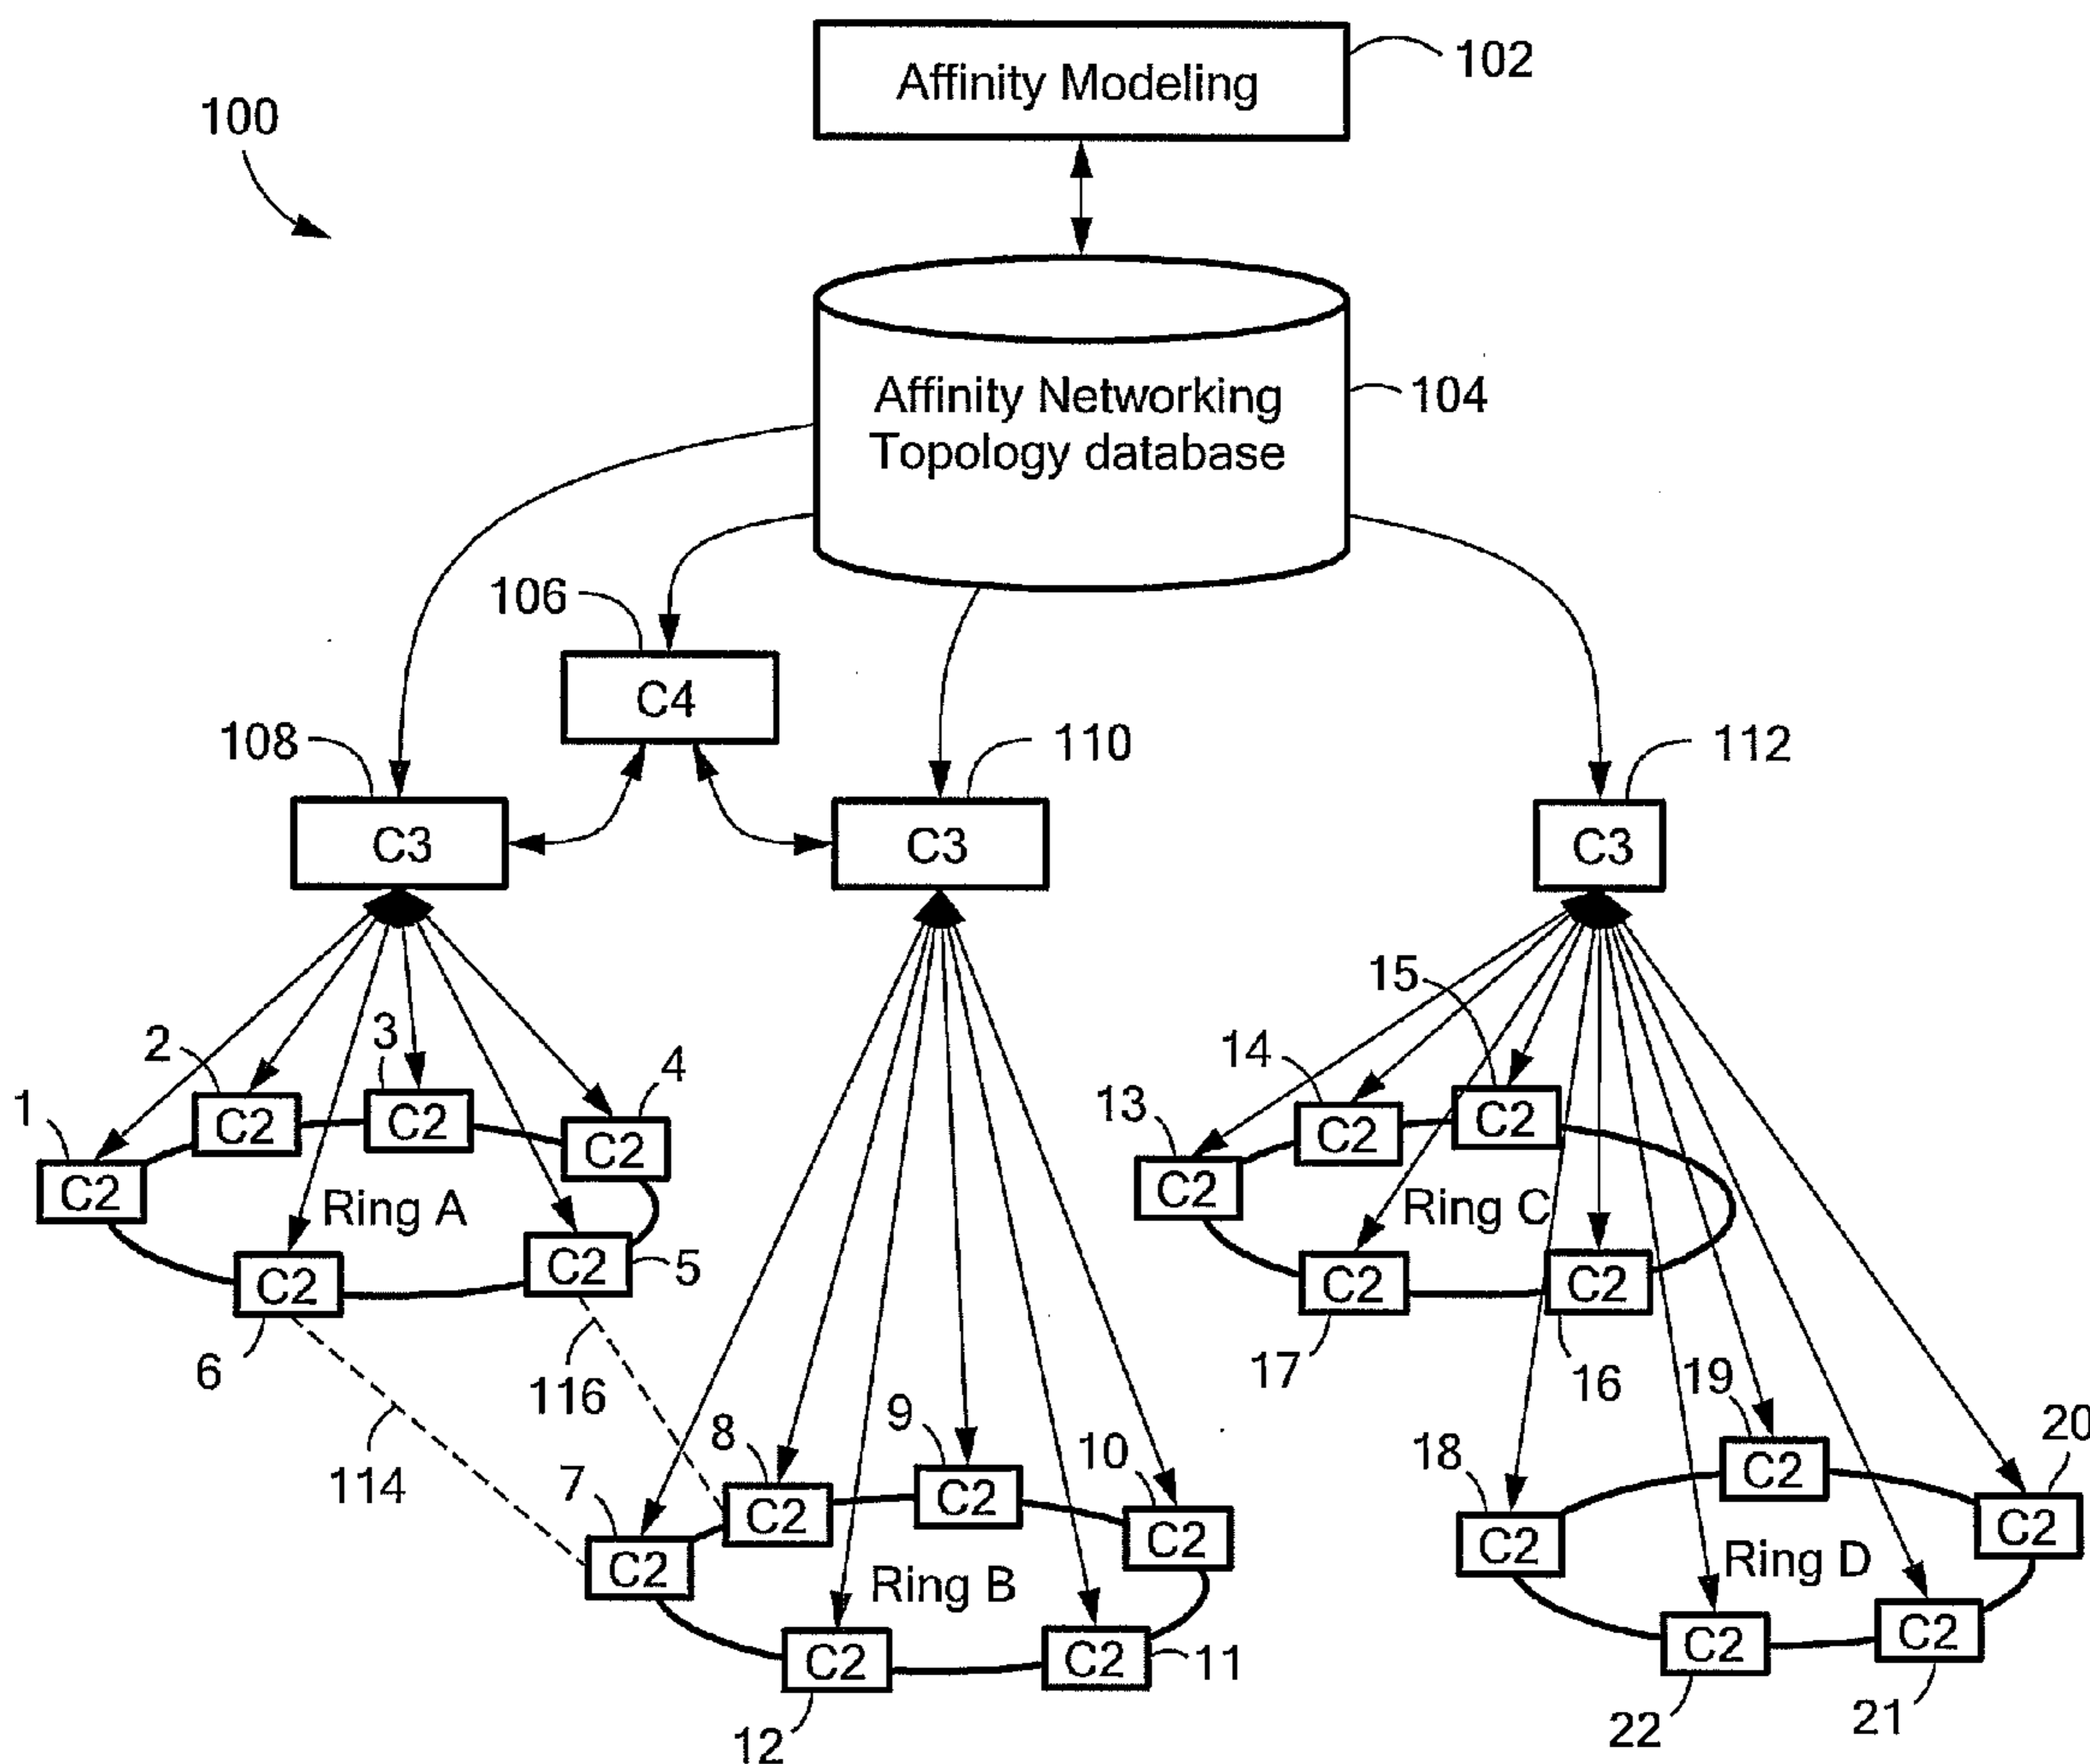 Affinity Modeling
102
100
Affinity Networking
Topology database
104
106
C4
108
110
112
C3
C3
C3
15
2
3
4
14
1
13
C2
C2
C2
C2
C2
C2
C2
C2
C2
Ring A
Ring C
C2
C2
C2
C2
5
6
116
17
16
19
114
8
9
10
18
20
7
C2
C2
C2
C2
C2
C2
C2
C2
Ring B
Ring D
C2
C2
C2
C2
11
12
22
21